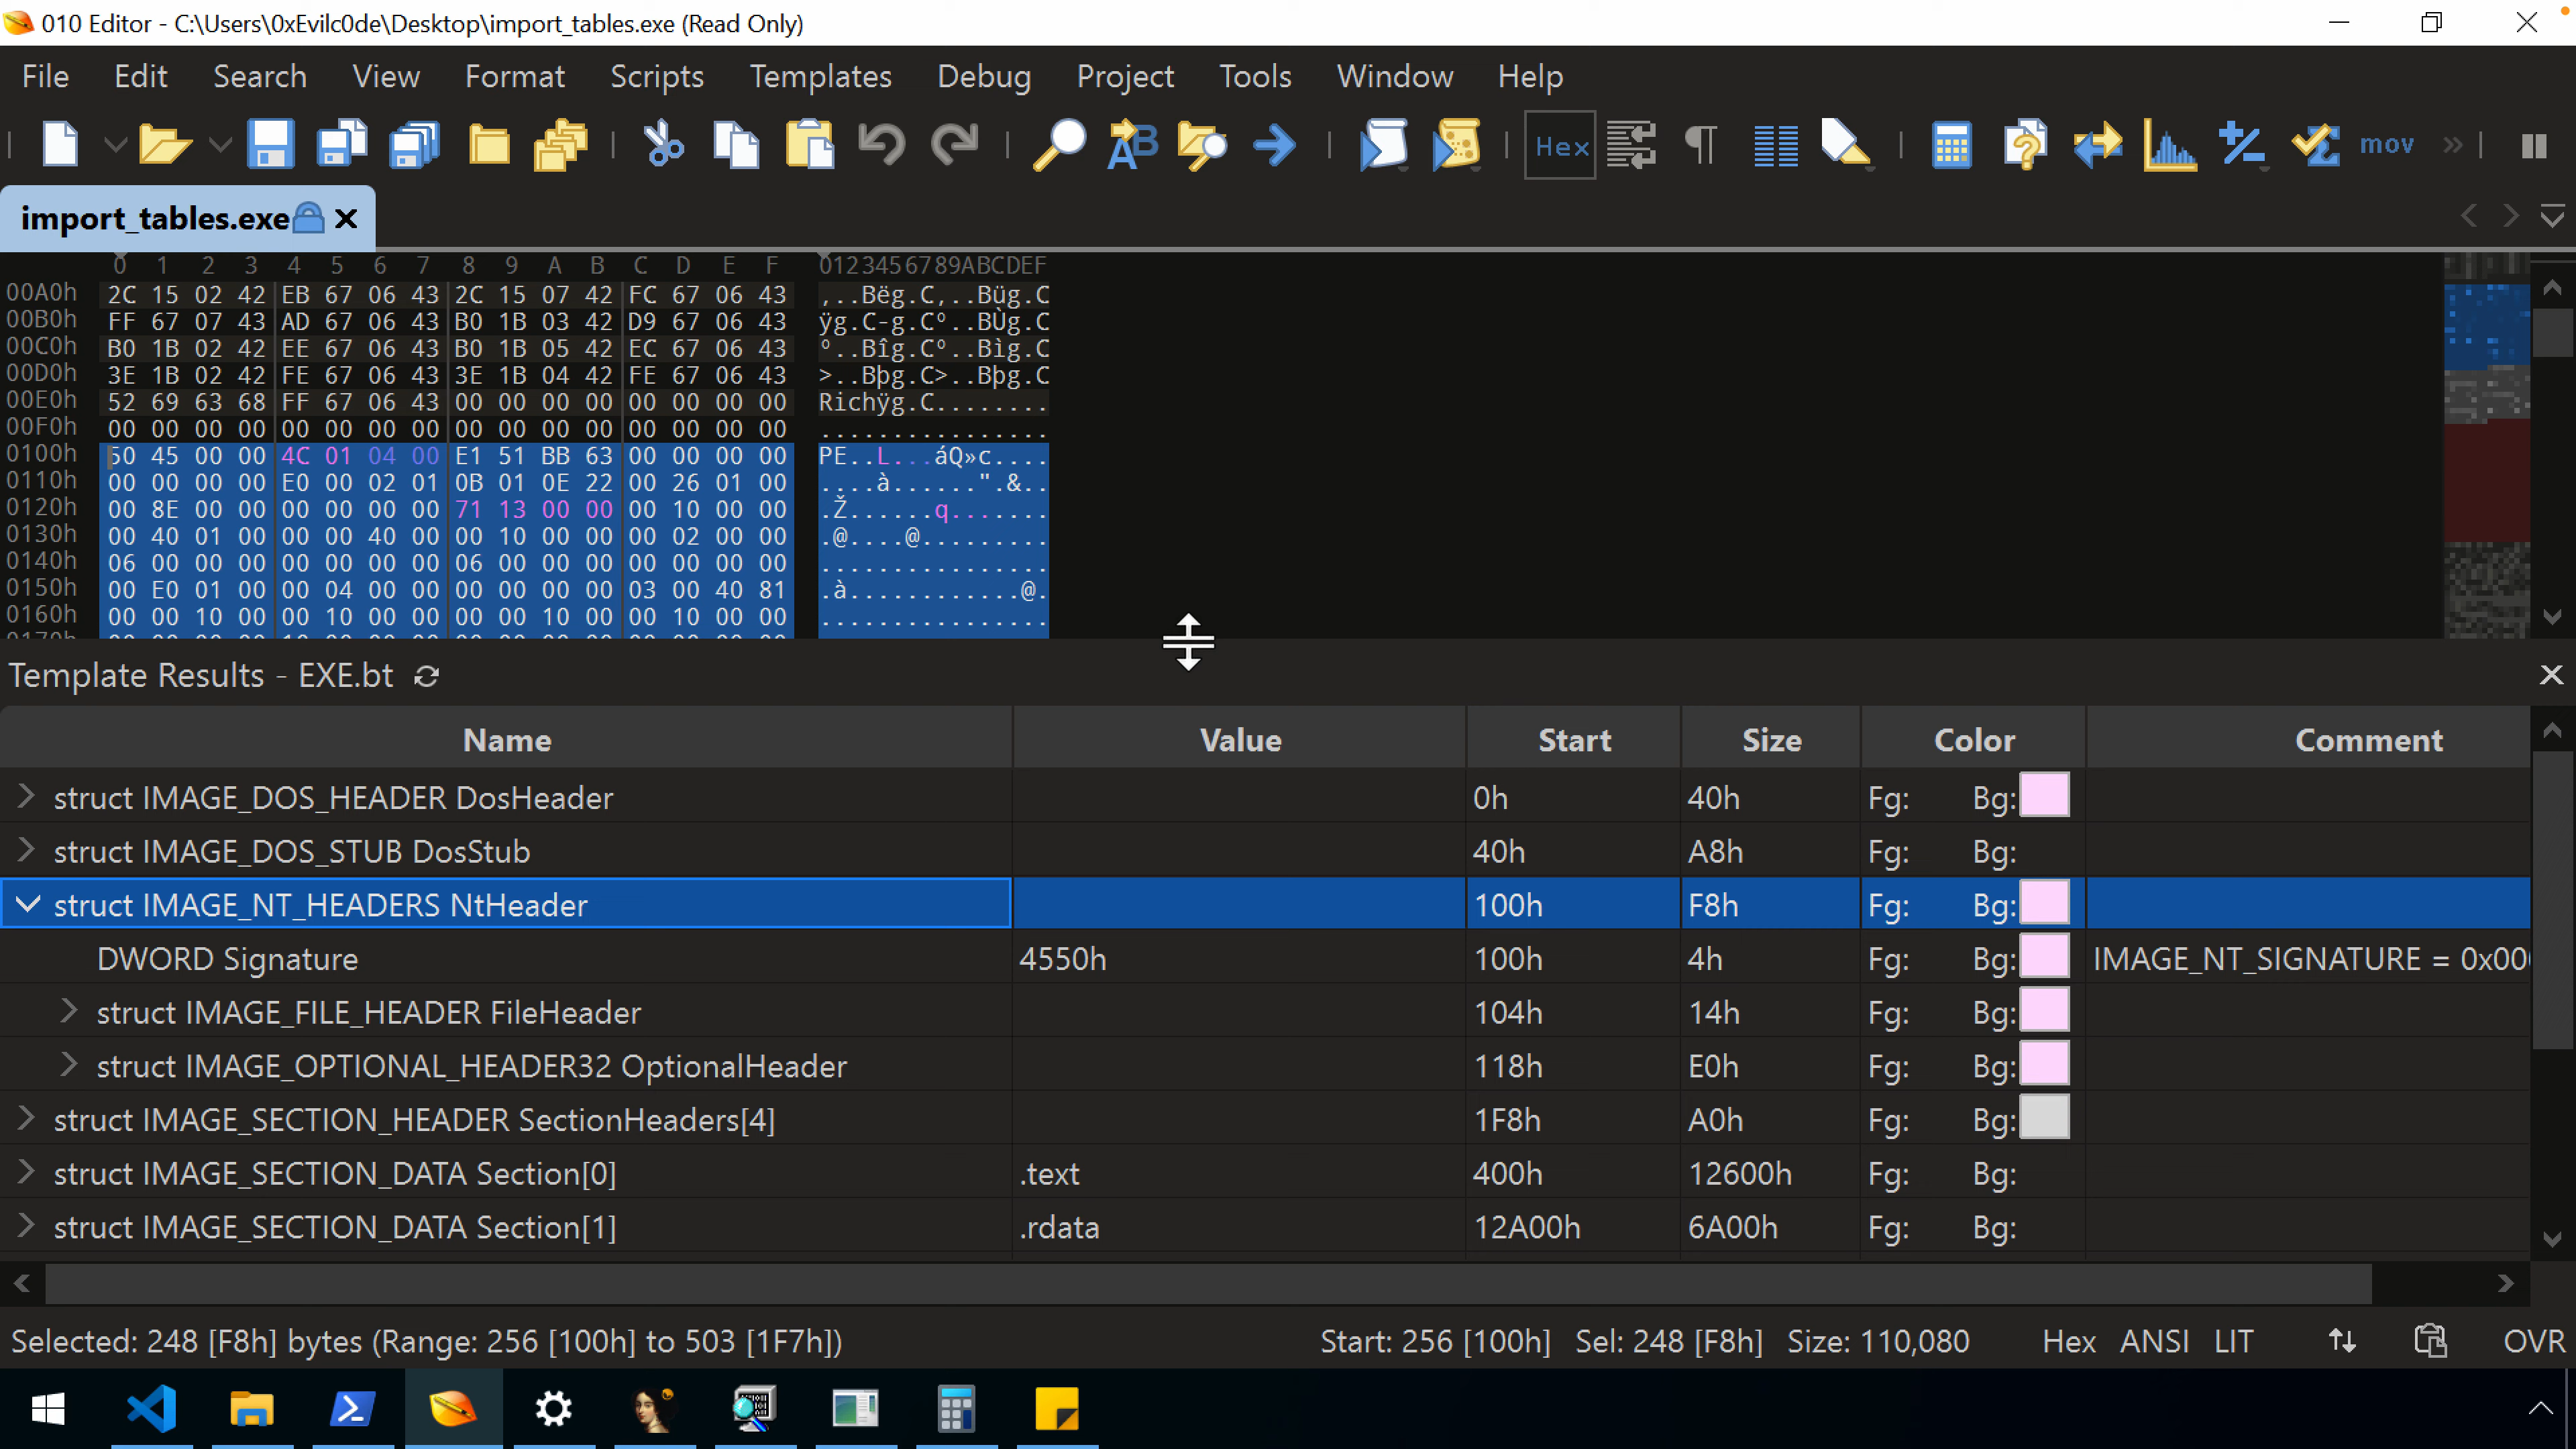 010 Editor - C:\Users\0xEvilc0de\Desktop\import_tables.exe (Read Only)
File Edit Search View Format Scripts Templates Debug Project Tools Window Help
Hex mov
import_tables.exe
0 1 2 3 4 5 6 7 8 9 A B C D E F 0123456789ABCDEF
00A0h 2C 15 02 42 EB 67 06 43 2C 15 07 42 FC 67 06 43 ,..Bëg.C,..Büg.C
00B0h FF 67 07 43 AD 67 06 43 B0 1B 03 42 D9 67 06 43 ÿg.C-g.C°..BÙg.C
00C0h B0 1B 02 42 EE 67 06 43 B0 1B 05 42 EC 67 06 43 °..Bîg.C°..Bìg.C
00D0h 3E 1B 02 42 FE 67 06 43 3E 1B 04 42 FE 67 06 43 >..Bþg.C>..Bþg.C
00E0h 52 69 63 68 FF 67 06 43 00 00 00 00 00 00 00 00 Richÿg.C........
00F0h 00 00 00 00 00 00 00 00 00 00 00 00 00 00 00 00 ................
0100h 50 45 00 00 4C 01 04 00 E1 51 BB 63 00 00 00 00 PE..L...áQ»c....
0110h 00 00 00 00 E0 00 02 01 0B 01 0E 22 00 26 01 00 ....à......".&..
0120h 00 8E 00 00 00 00 00 00 71 13 00 00 00 10 00 00 .Ž......q.......
0130h 00 40 01 00 00 00 40 00 00 10 00 00 00 02 00 00 .@....@.........
0140h 06 00 00 00 00 00 00 00 06 00 00 00 00 00 00 00 ................
0150h 00 E0 01 00 00 04 00 00 00 00 00 00 03 00 40 81 .à............@.
0160h 00 00 10 00 00 10 00 00 00 00 10 00 00 10 00 00 ................
Template Results - EXE.bt
Name Value Start Size Color Comment
struct IMAGE_DOS_HEADER DosHeader 0h 40h Fg: Bg:
struct IMAGE_DOS_STUB DosStub 40h A8h Fg: Bg:
struct IMAGE_NT_HEADERS NtHeader 100h F8h Fg: Bg:
DWORD Signature 4550h 100h 4h Fg: Bg: IMAGE_NT_SIGNATURE = 0x00
struct IMAGE_FILE_HEADER FileHeader 104h 14h Fg: Bg:
struct IMAGE_OPTIONAL_HEADER32 OptionalHeader 118h E0h Fg: Bg:
struct IMAGE_SECTION_HEADER SectionHeaders[4] 1F8h A0h Fg: Bg:
struct IMAGE_SECTION_DATA Section[0] .text 400h 12600h Fg: Bg:
struct IMAGE_SECTION_DATA Section[1] .rdata 12A00h 6A00h Fg: Bg:
Selected: 248 [F8h] bytes (Range: 256 [100h] to 503 [1F7h]) Start: 256 [100h] Sel: 248 [F8h] Size: 110,080 Hex ANSI LIT OVR